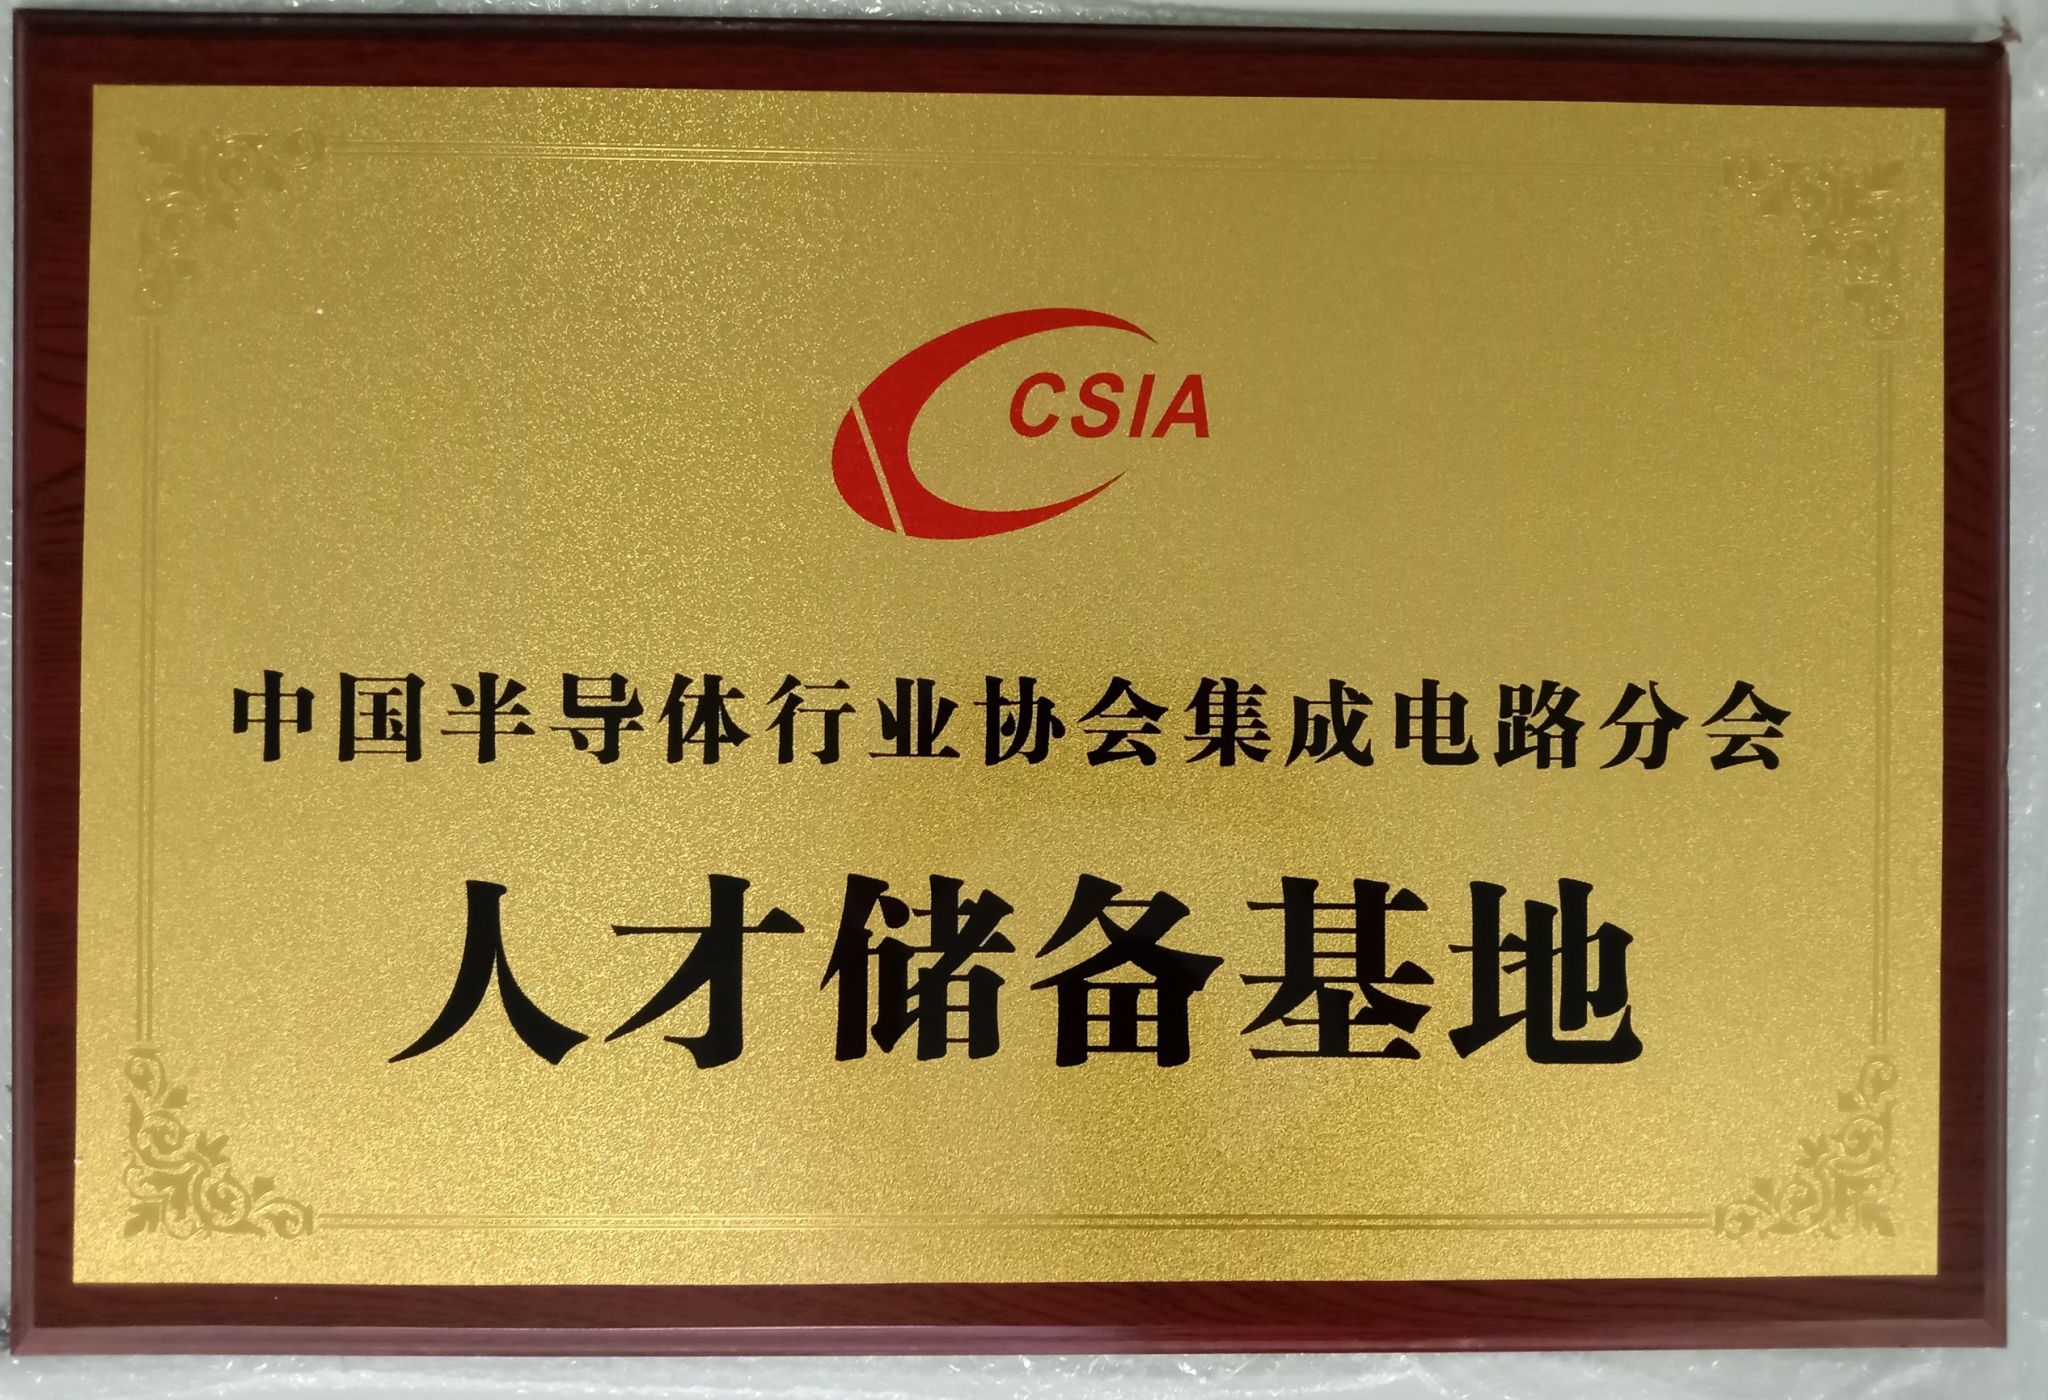 CSIA
中国半导体行业协会集成电路分会
人才储备基地